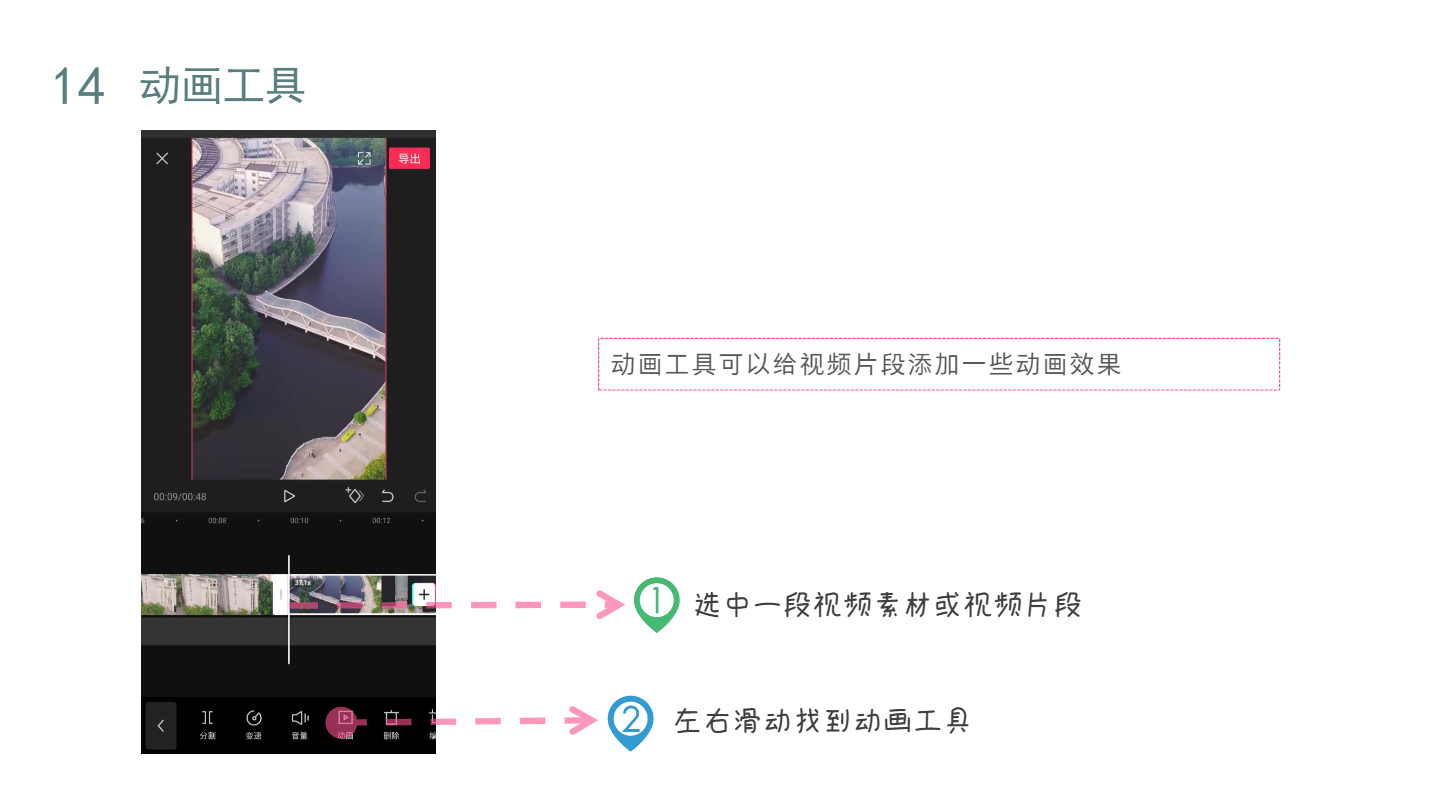 14 动画工具
导出
动画工具可以给视频片段添加一些动画效果
00:09/00:48
00:08 00:10 00:12
37.1s
1 选中一段视频素材或视频片段
2 左右滑动找到动画工具
分割 变速 音量 动画 删除